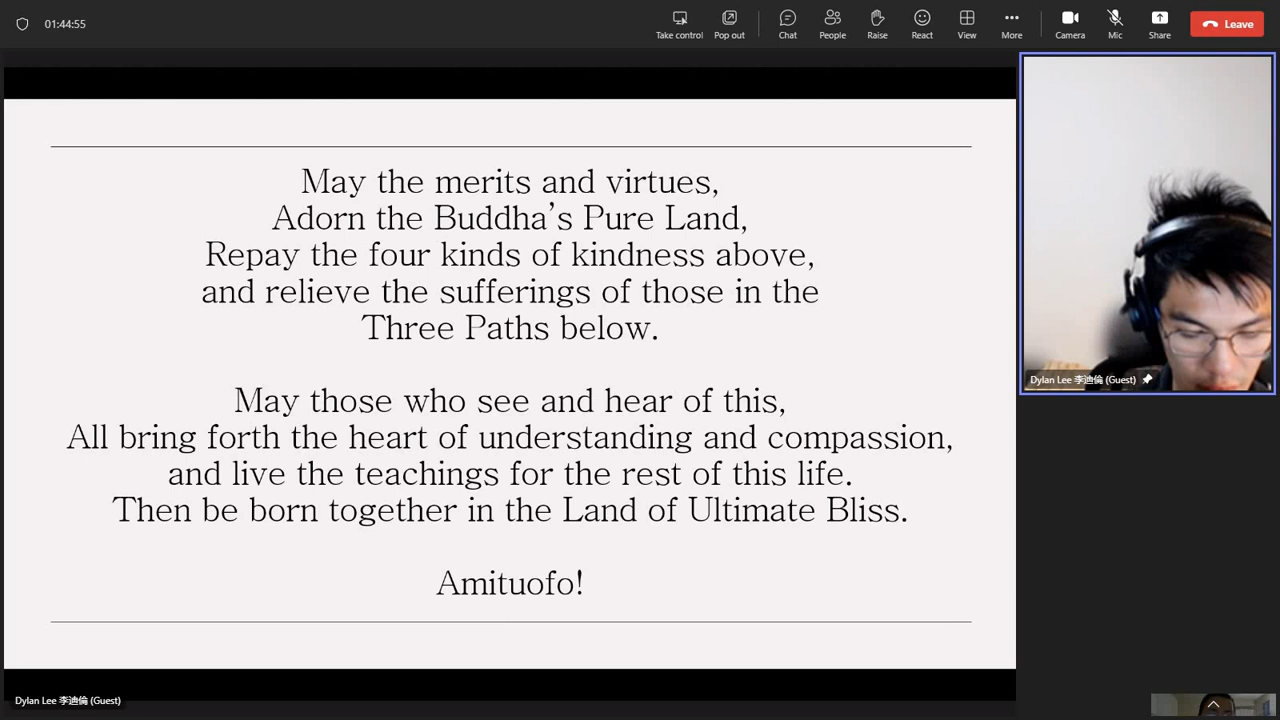 01:44:55
Take control
Pop out
Chat
People
Raise
React
View
More
Camera
Mic
Share
Leave
May the merits and virtues,
Adorn the Buddha’s Pure Land,
Repay the four kinds of kindness above,
and relieve the sufferings of those in the
Three Paths below.
May those who see and hear of this,
All bring forth the heart of understanding and compassion,
and live the teachings for the rest of this life.
Then be born together in the Land of Ultimate Bliss.
Amituofo!
Dylan Lee 李迪倫 (Guest)
Dylan Lee 李迪倫 (Guest)